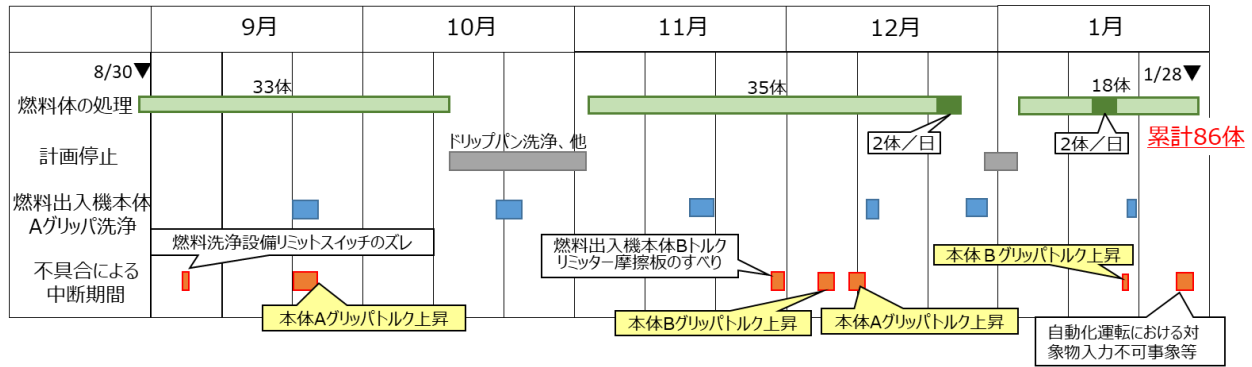 9月 10月 11月 12月 1月
8/30▼ 1/28▼
燃料体の処理 33体 35体 18体
2体/日 2体/日
累計86体
計画停止 ドリップパン洗浄、他
燃料出入機本体
Aグリッパ洗浄
不具合による
中断期間
燃料洗浄設備リミットスイッチのズレ
本体Aグリッパトルク上昇
燃料出入機本体Bトルク
リミッター摩擦板のすべり
本体Bグリッパトルク上昇
本体Aグリッパトルク上昇
本体Bグリッパトルク上昇
自動化運転における対
象物入力不可事象等